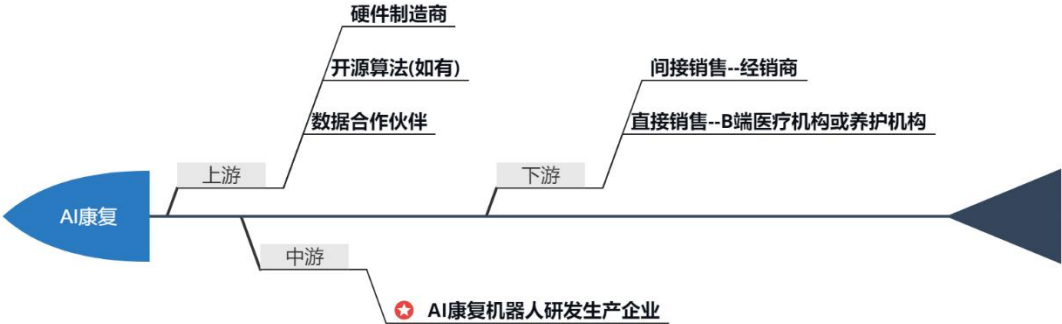 硬件制造商
开源算法(如有)
数据合作伙伴
上游
间接销售--经销商
直接销售--B端医疗机构或养护机构
下游
AI康复
中游
AI康复机器人研发生产企业